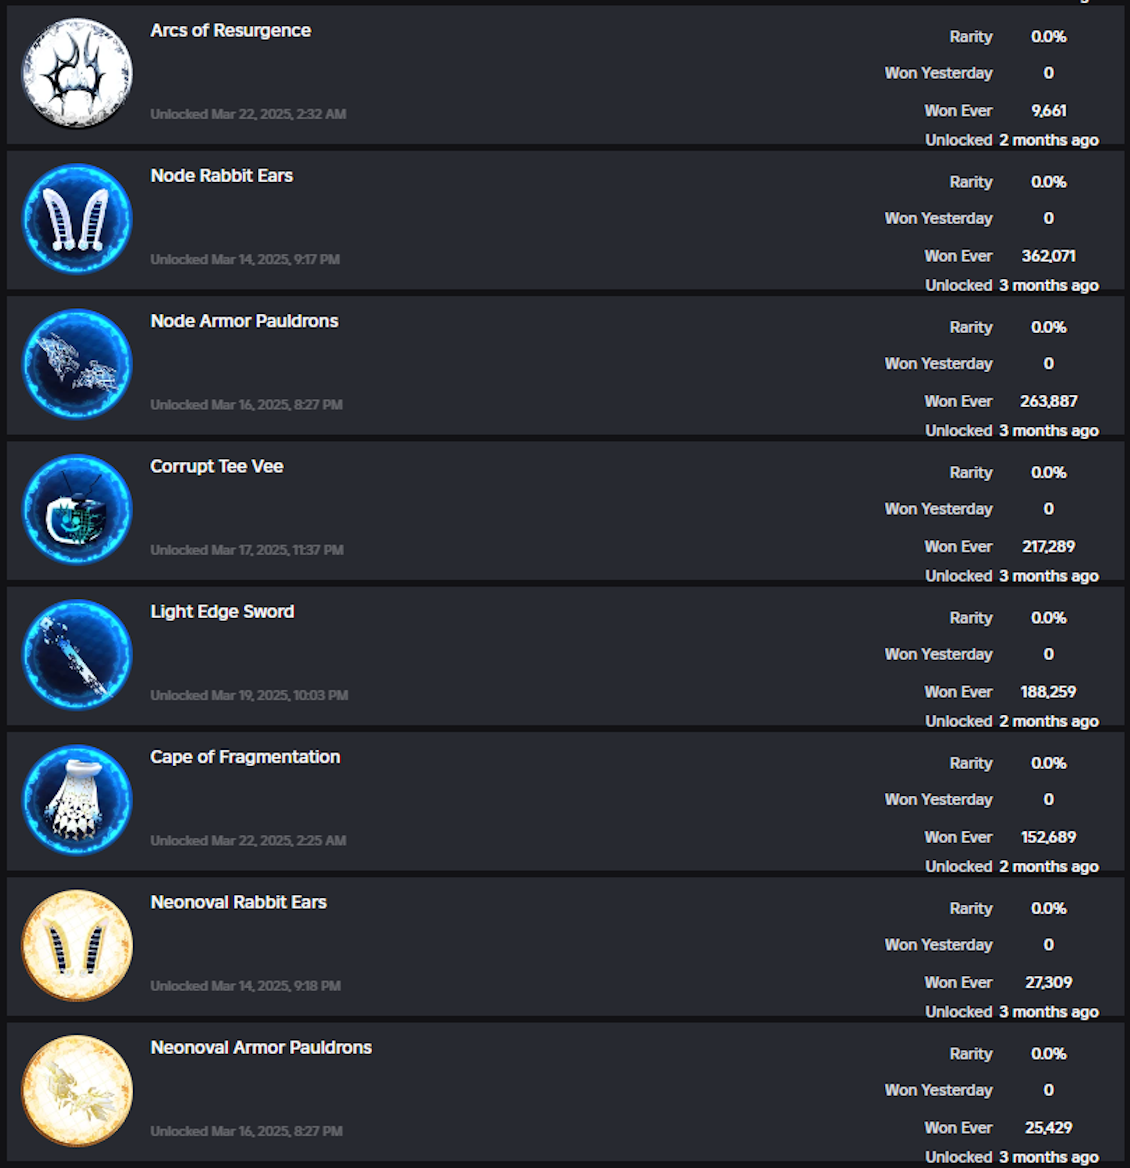 Arcs of Resurgence
Rarity 0.0%
Won Yesterday 0
Won Ever 9,661
Unlocked Mar 22, 2025, 2:32 AM
Unlocked 2 months ago
Node Rabbit Ears
Rarity 0.0%
Won Yesterday 0
Won Ever 362,071
Unlocked Mar 14, 2025, 9:17 PM
Unlocked 3 months ago
Node Armor Pauldrons
Rarity 0.0%
Won Yesterday 0
Won Ever 263,887
Unlocked Mar 16, 2025, 8:27 PM
Unlocked 3 months ago
Corrupt Tee Vee
Rarity 0.0%
Won Yesterday 0
Won Ever 217,289
Unlocked Mar 17, 2025, 11:37 PM
Unlocked 3 months ago
Light Edge Sword
Rarity 0.0%
Won Yesterday 0
Won Ever 188,259
Unlocked Mar 19, 2025, 10:03 PM
Unlocked 2 months ago
Cape of Fragmentation
Rarity 0.0%
Won Yesterday 0
Won Ever 152,689
Unlocked Mar 22, 2025, 2:25 AM
Unlocked 2 months ago
Neonoval Rabbit Ears
Rarity 0.0%
Won Yesterday 0
Won Ever 27,309
Unlocked Mar 14, 2025, 9:18 PM
Unlocked 3 months ago
Neonoval Armor Pauldrons
Rarity 0.0%
Won Yesterday 0
Won Ever 25,429
Unlocked Mar 16, 2025, 8:27 PM
Unlocked 3 months ago